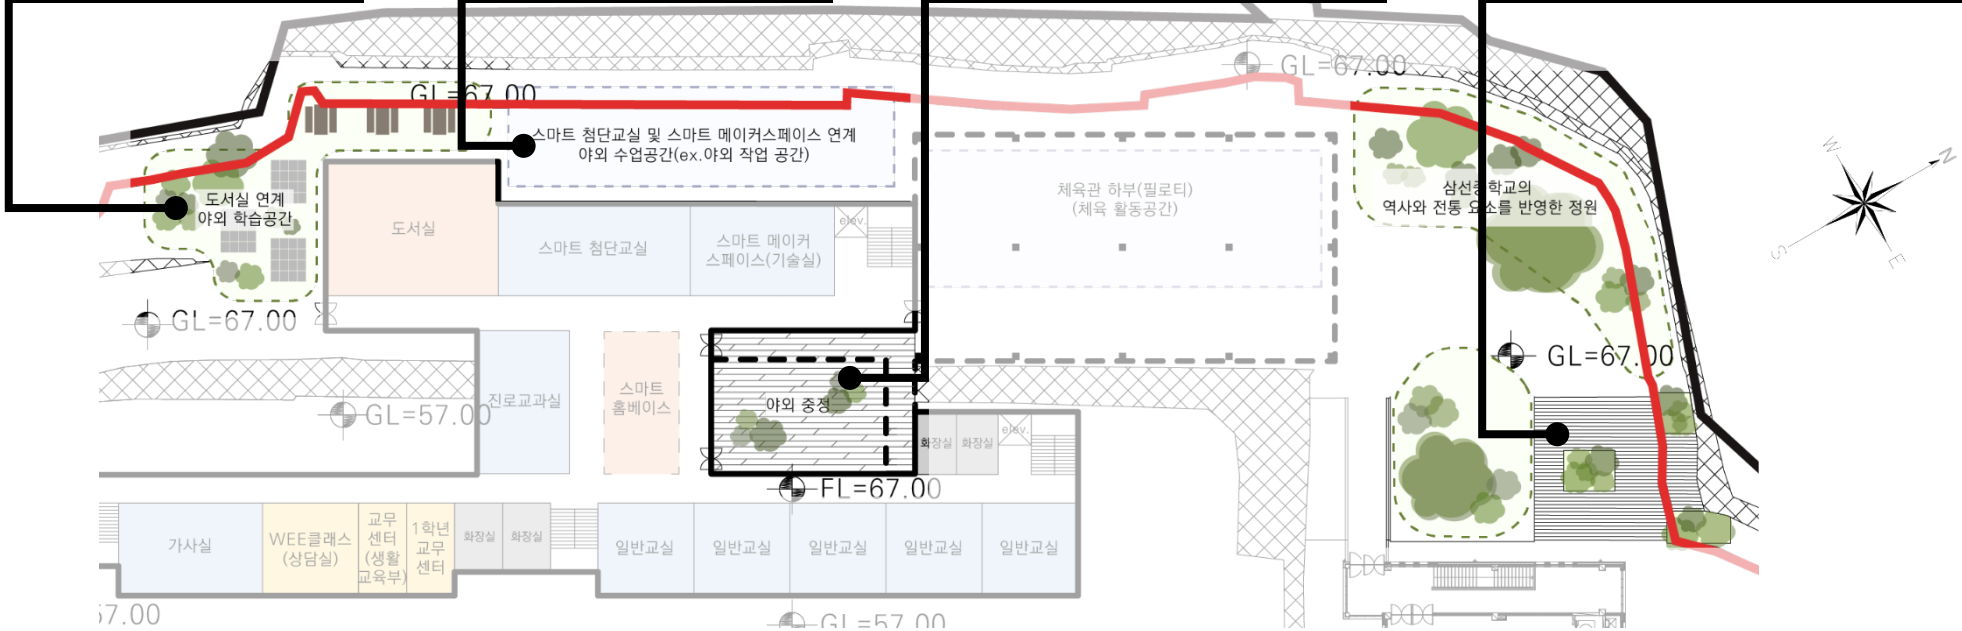 GL=67.00
GL=67.00
스마트 첨단교실 및 스마트 메이커스페이스 연계
야외 수업공간(ex.야외 작업 공간)
도서실 연계
야외 학습공간
도서실
스마트 첨단교실
스마트 메이커
스페이스(기술실)
elev.
체육관 하부(필로티)
(체육 활동공간)
삼선중학교의
역사와 전통 요소를 반영한 정원
W
N
S
E
GL=67.00
GL=67.00
GL=57.00
진로교과실
스마트
홈베이스
야외 중정
화장실
화장실
elev.
FL=67.00
가사실
WEE클래스
(상담실)
교무
센터
(생활
교육부)
1학년
교무
센터
화장실
화장실
일반교실
일반교실
일반교실
일반교실
일반교실
57.00
GL=57.00